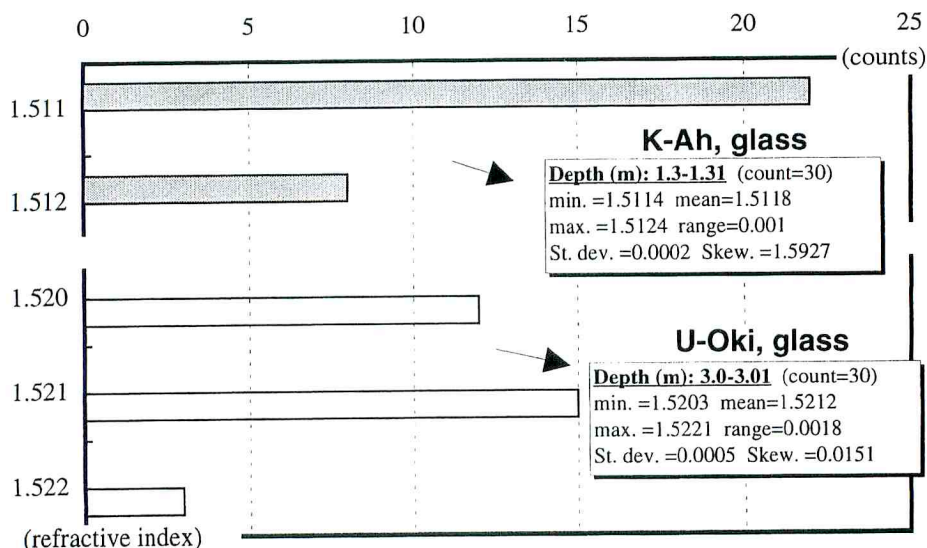 0 5 10 15 20 25
(counts)
1.511
K-Ah, glass
Depth (m): 1.3-1.31 (count=30)
min. =1.5114 mean=1.5118
max. =1.5124 range=0.001
St. dev. =0.0002 Skew. =1.5927
1.512
1.520
U-Oki, glass
Depth (m): 3.0-3.01 (count=30)
min. =1.5203 mean=1.5212
max. =1.5221 range=0.0018
St. dev. =0.0005 Skew. =0.0151
1.521
1.522
(refractive index)